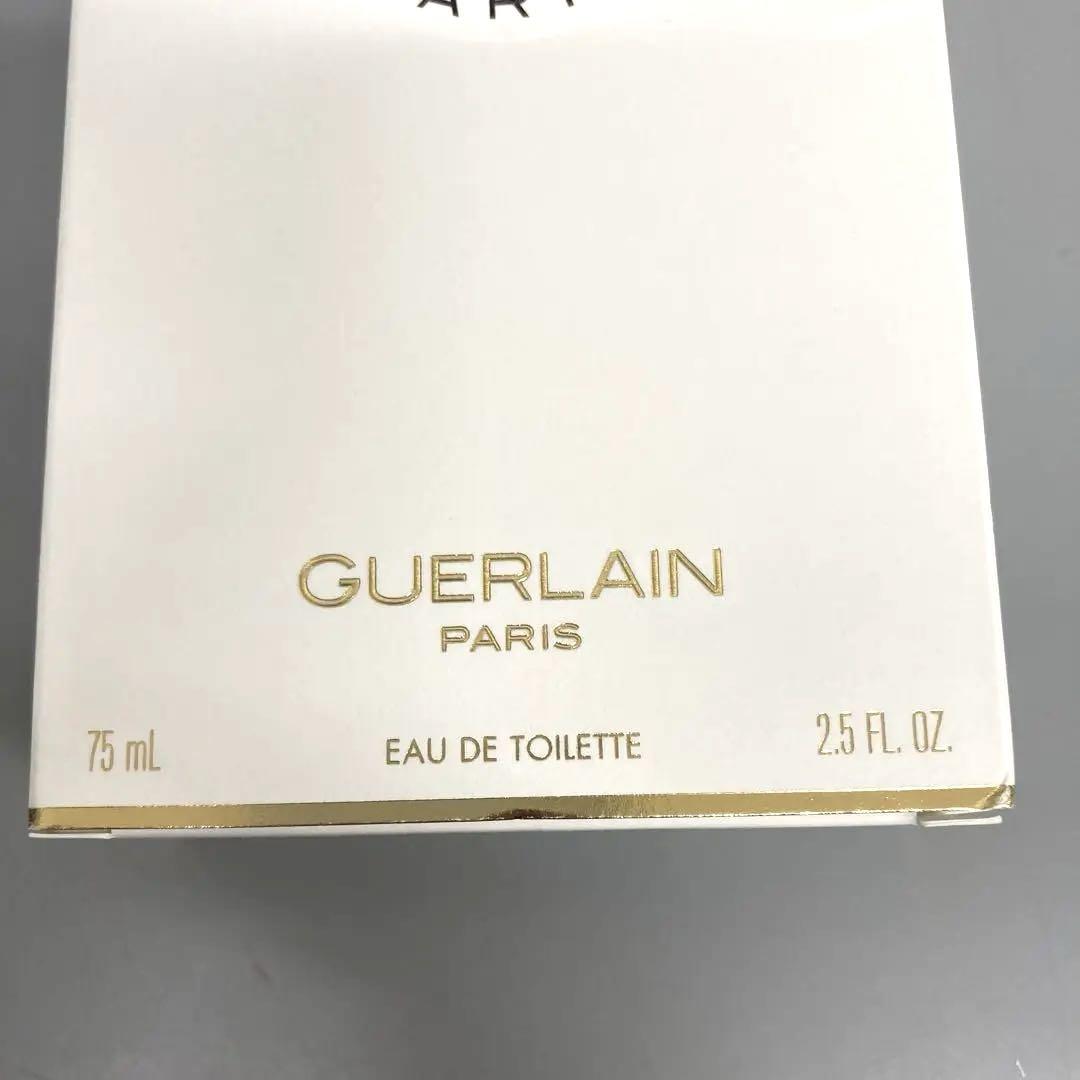 GUERLAIN
PARIS
75 mL EAU DE TOILETTE 2.5 FL. OZ.